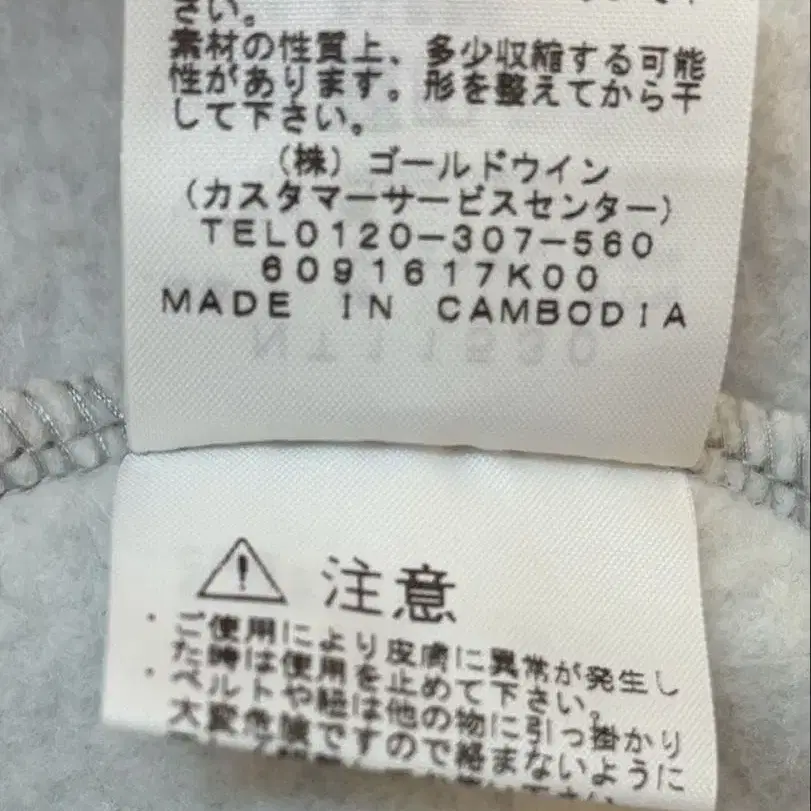 さい。
素材の性質上、多少収縮する可能
性があります。形を整えてから干
して下さい。
(株)ゴールドウイン
(カスタマーサービスセンター)
TEL0120-307-560
6091617K00
MADE IN CAMBODIA
NT11530
注意
・ご使用により皮膚に異常が発生し
た時は使用を止めて下さい。
・ベルトや紐は他の物に引っ掛かり
大変危険ですので絡まないように